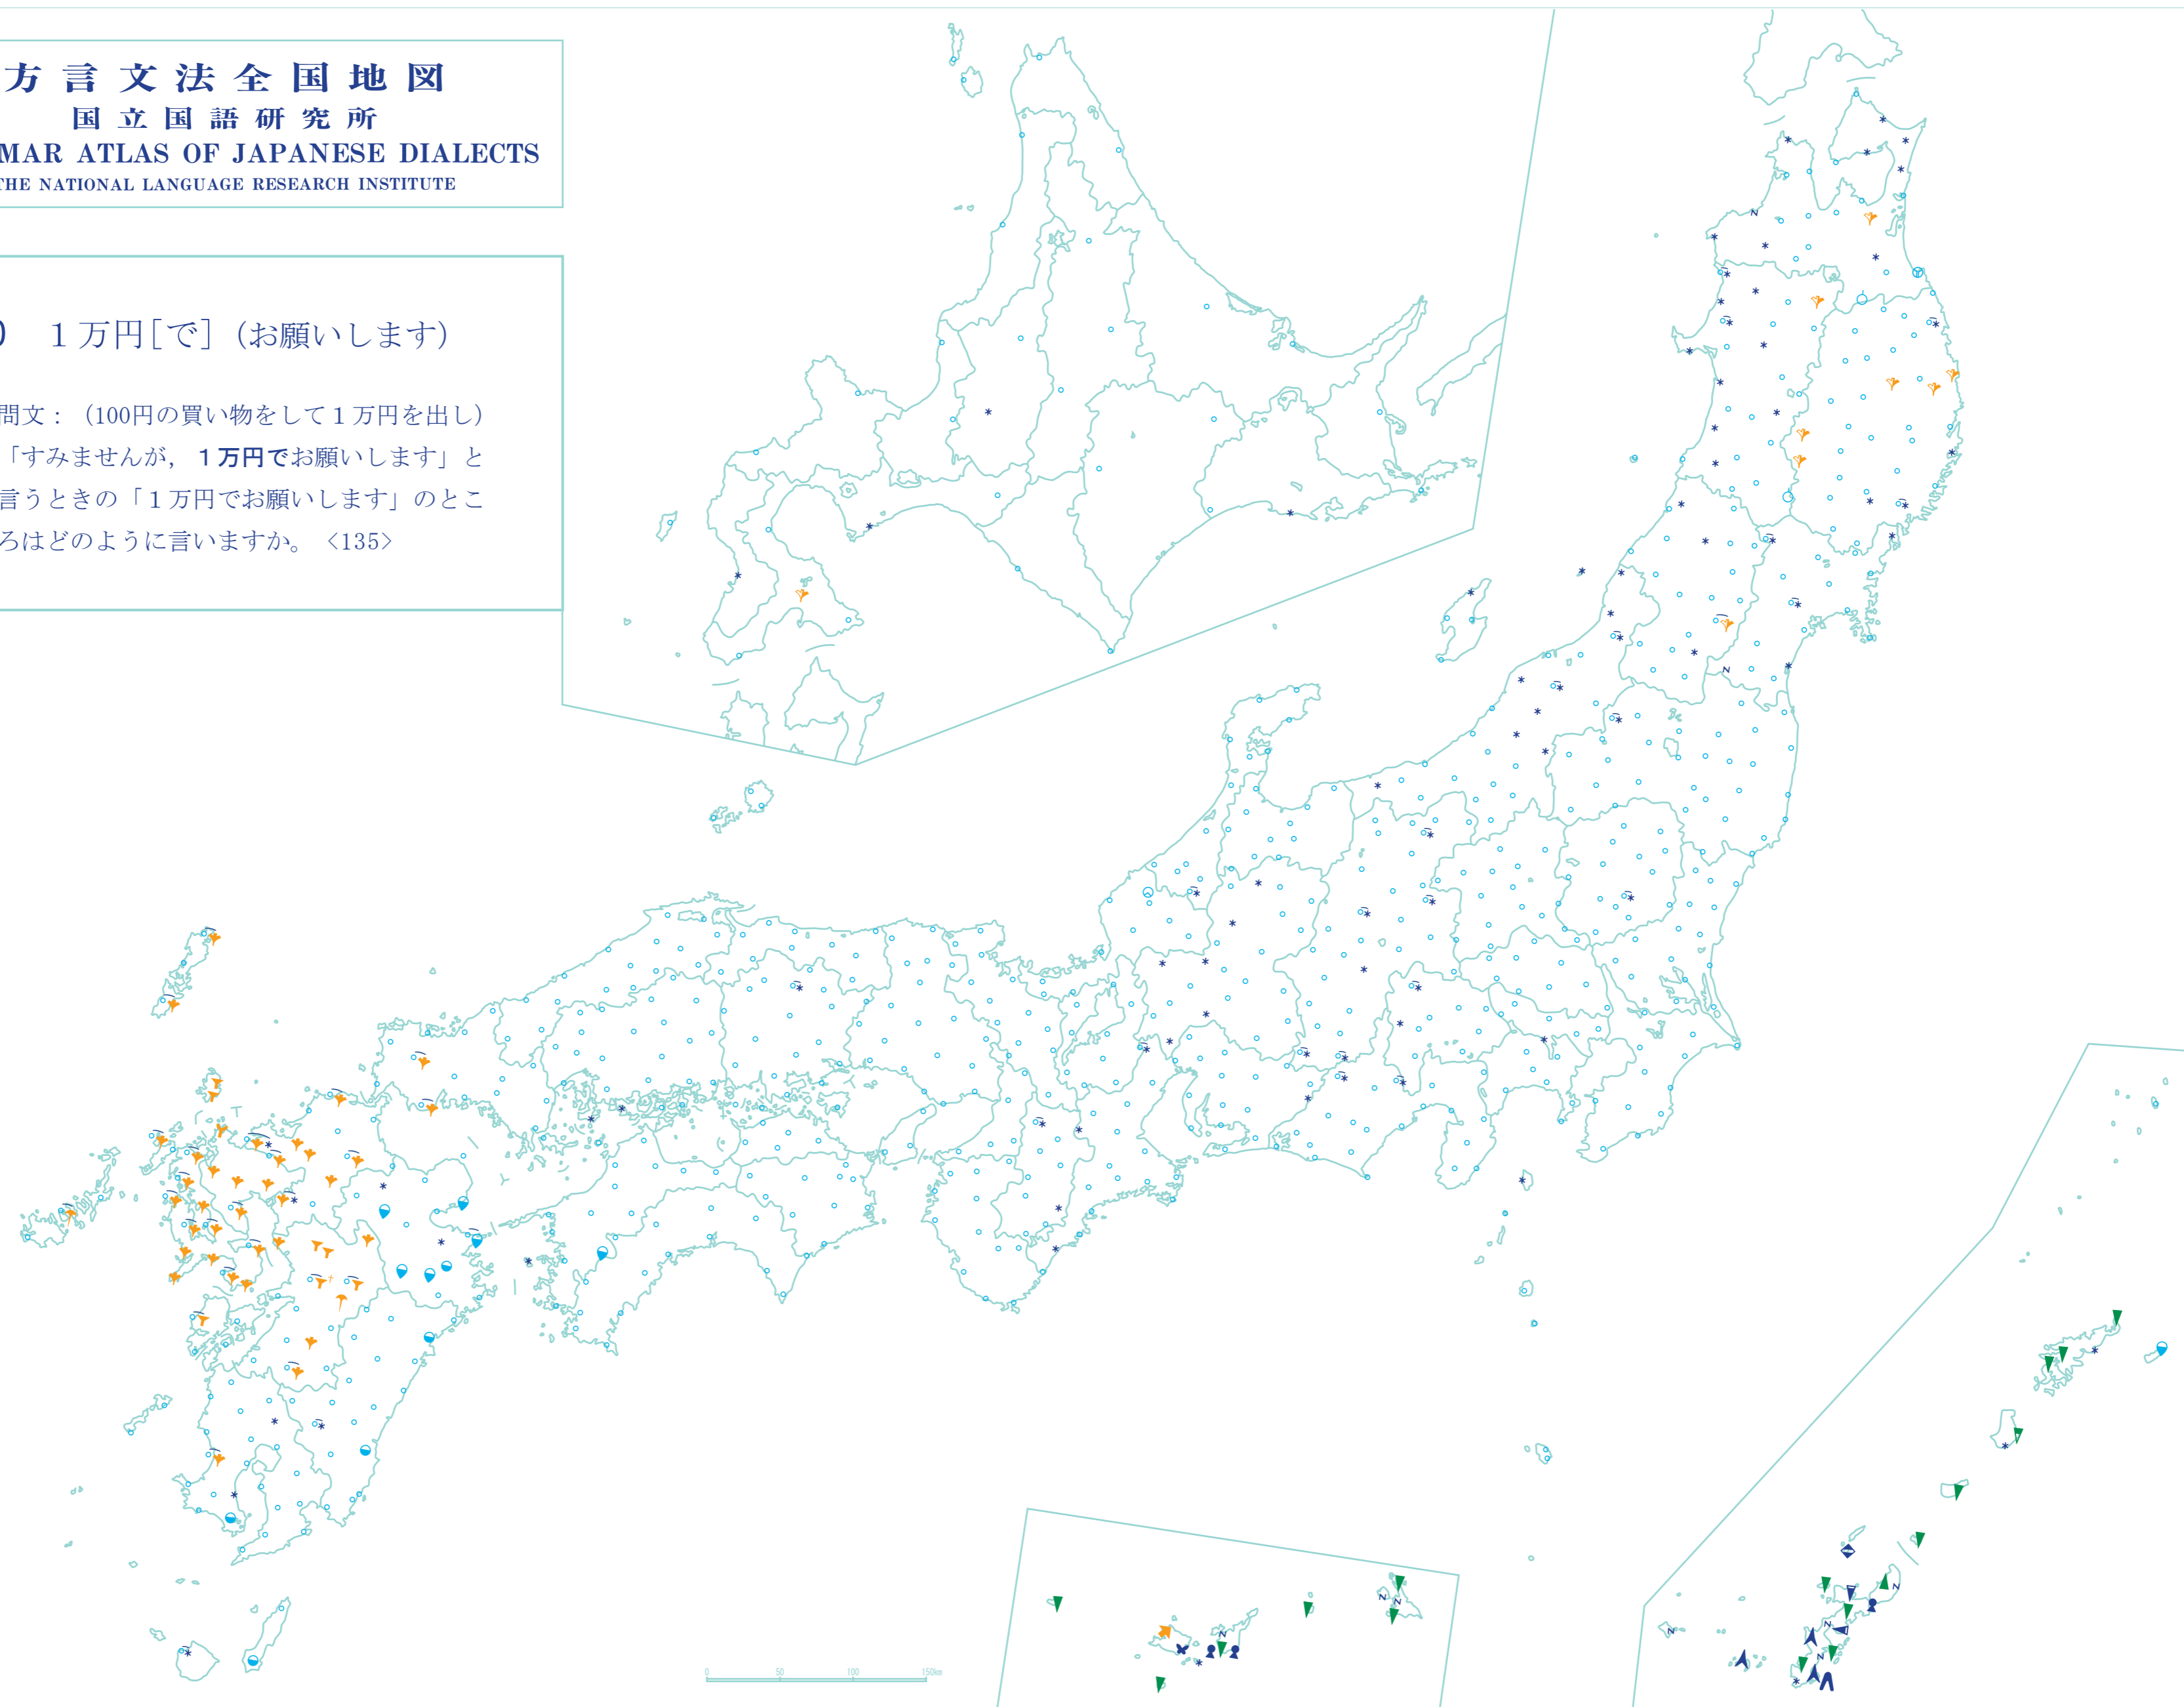 方言文法全国地図
国立国語研究所
MAR ATLAS OF JAPANESE DIALECTS
THE NATIONAL LANGUAGE RESEARCH INSTITUTE
1万円[で](お願いします)
問文:(100円の買い物をして1万円を出し)
「すみませんが,1万円でお願いします」と
言うときの「1万円でお願いします」のとこ
ろはどのように言いますか。<135>
0 50 100 150km